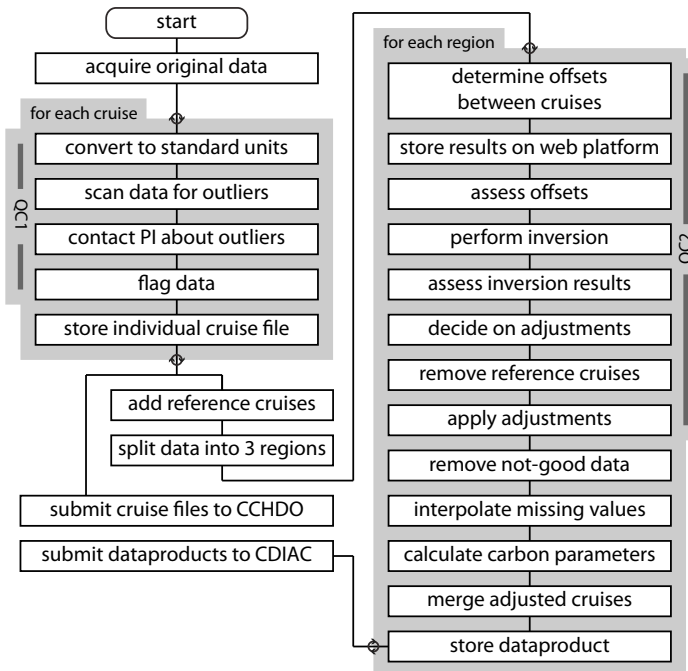 start
acquire original data
for each cruise
QC1
convert to standard units
scan data for outliers
contact PI about outliers
flag data
store individual cruise file
add reference cruises
split data into 3 regions
submit cruise files to CCHDO
submit dataproducts to CDIAC
for each region
QC2
determine offsets
between cruises
store results on web platform
assess offsets
perform inversion
assess inversion results
decide on adjustments
remove reference cruises
apply adjustments
remove not-good data
interpolate missing values
calculate carbon parameters
merge adjusted cruises
store dataproduct